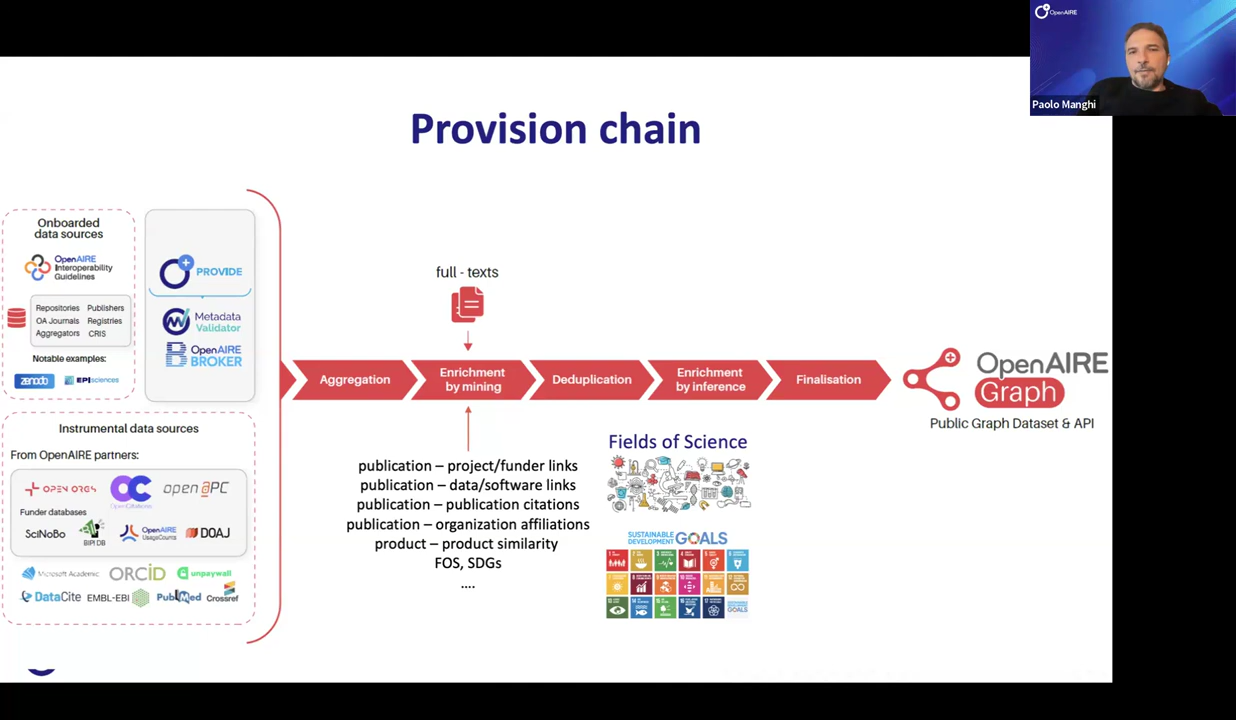 OpenAIRE
Paolo Manghi
Provision chain
Onboarded
data sources
OpenAIRE
Interoperability
Guidelines
Repositories Publishers
OA Journals Registries
Aggregators CRIS
Notable examples:
zenodo
EPIsciences
PROVIDE
Metadata
Validator
OpenAIRE
BROKER
Instrumental data sources
From OpenAIRE partners:
OPEN ORGS
OpenCitations
openAPC
Funder databases
SciNoBo
BIP! DB
OpenAIRE
UsageCounts
DOAJ
Microsoft Academic
ORCID
unpaywall
DataCite
EMBL-EBI
PubMed
Crossref
full - texts
Aggregation
Enrichment
by mining
Deduplication
Enrichment
by inference
Finalisation
publication – project/funder links
publication – data/software links
publication – publication citations
publication – organization affiliations
product – product similarity
FOS, SDGs
....
Fields of Science
SUSTAINABLE
DEVELOPMENT
GOALS
OpenAIRE
Graph
Public Graph Dataset & API